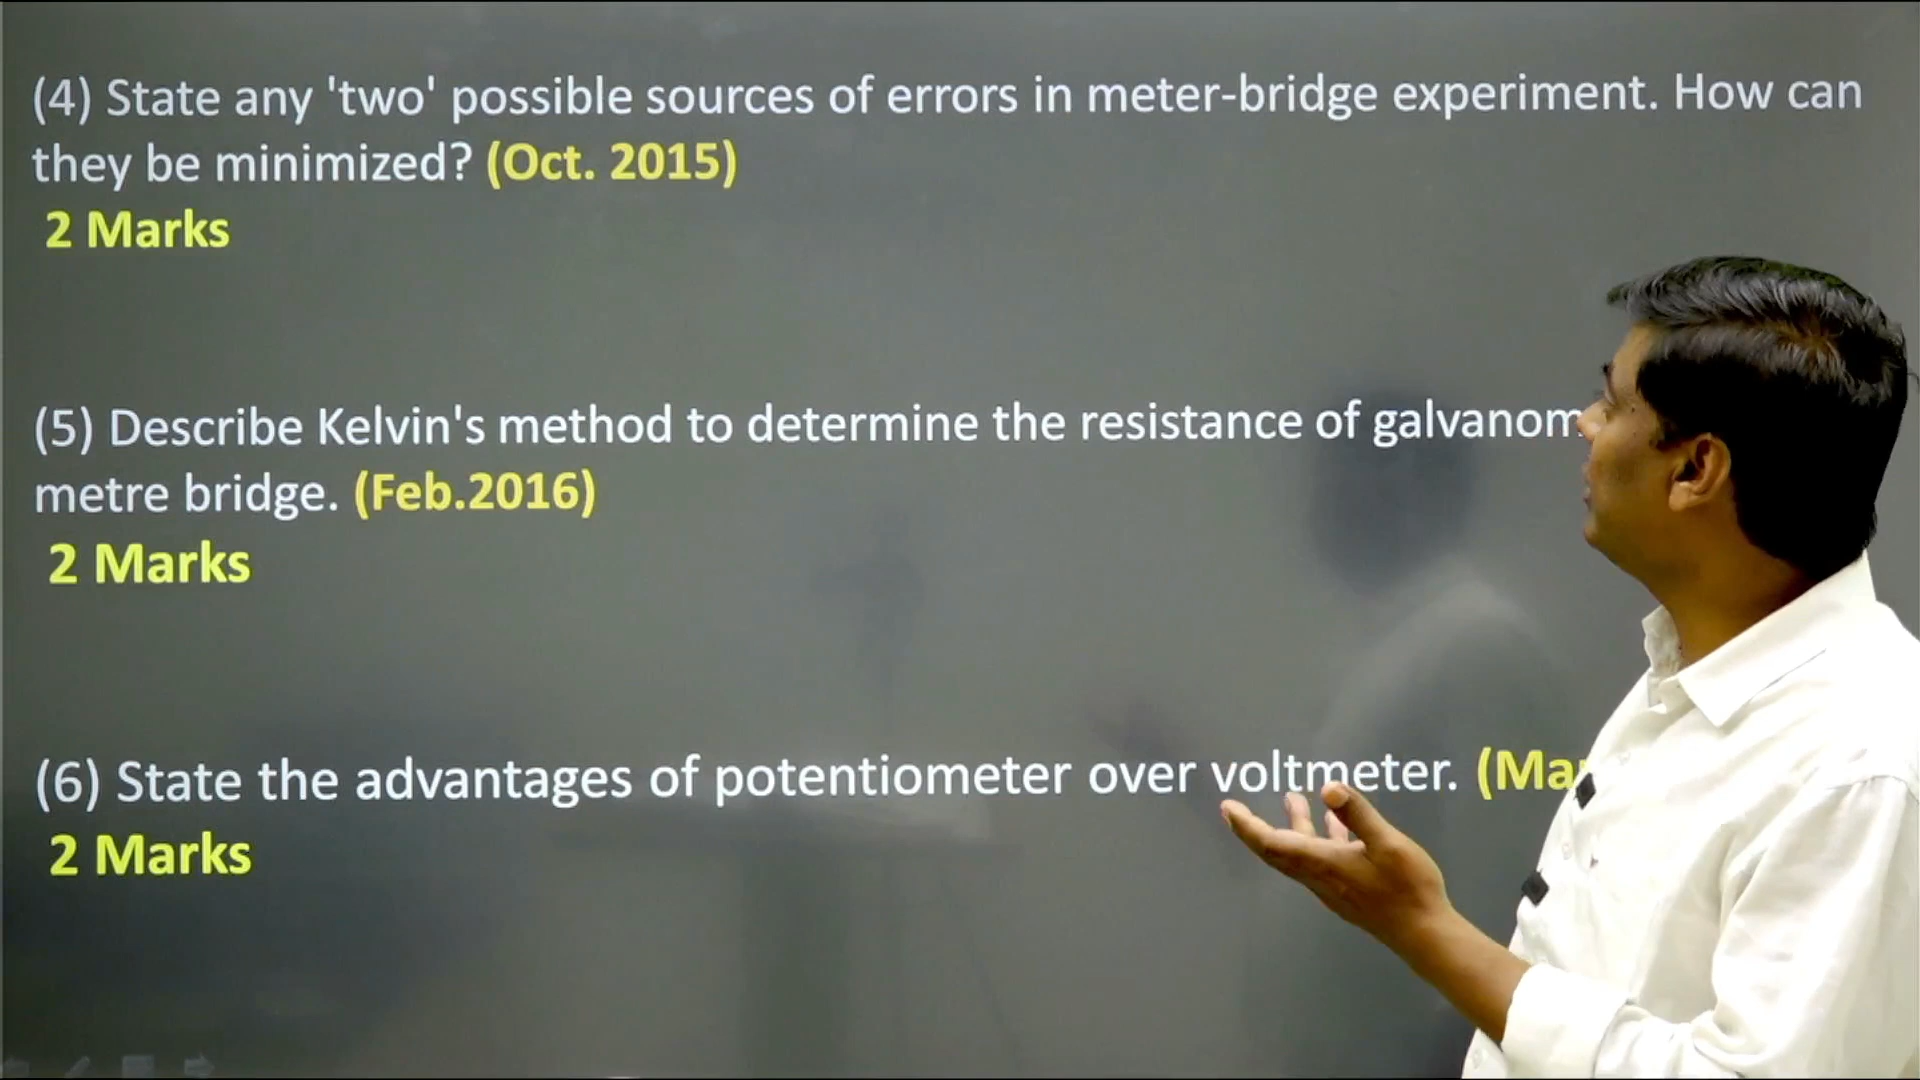 (4) State any 'two' possible sources of errors in meter-bridge experiment. How can
they be minimized? (Oct. 2015)
2 Marks
(5) Describe Kelvin's method to determine the resistance of
metre bridge. (Feb.2016)
2 Marks
(6) State the advantages of potentiometer over voltmeter.
2 Marks